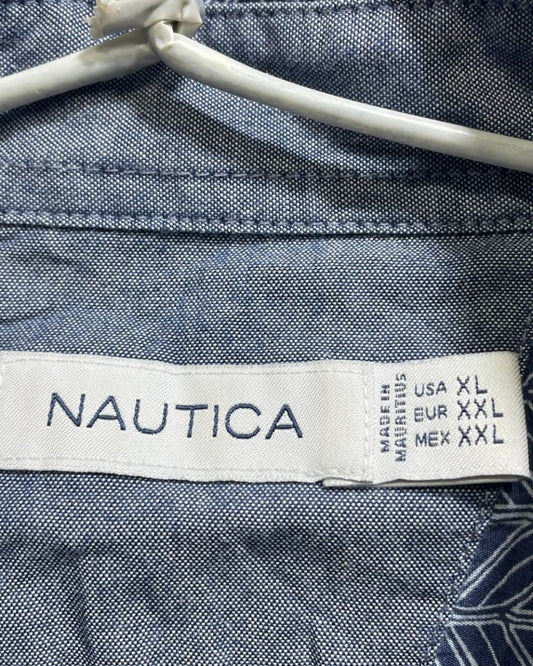 NAUTICA
MADE IN
MAURITIUS
USA XL
EUR XXL
MEX XXL